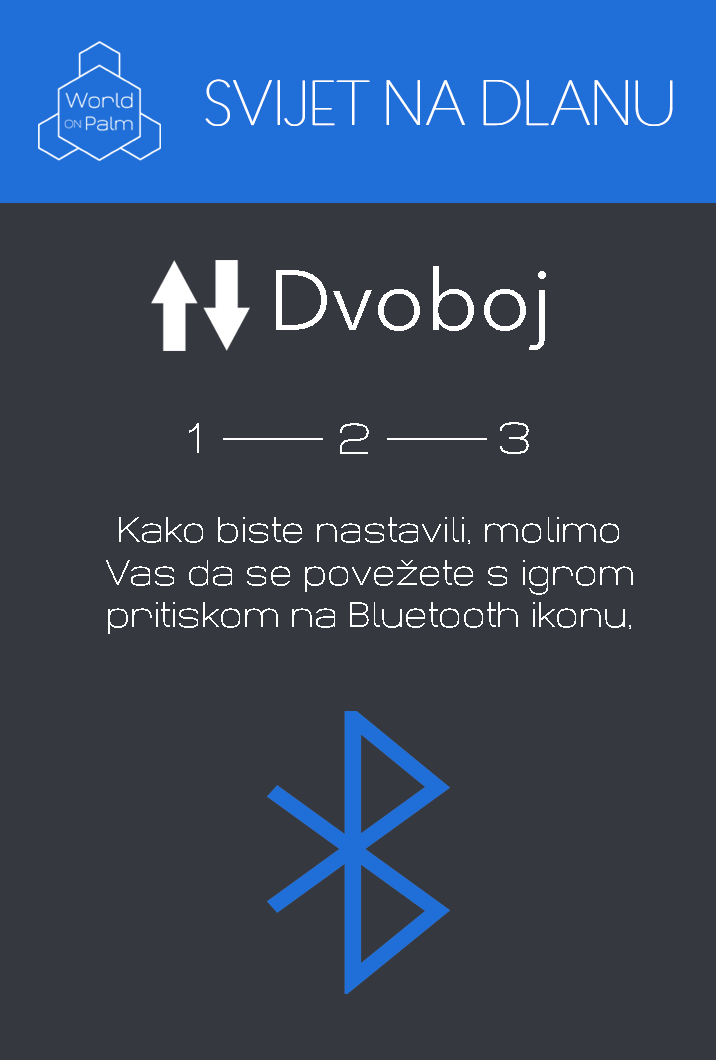 World
ON Palm
SVIJET NA DLANU
Dvoboj
1 2 3
Kako biste nastavili, molimo
Vas da se povežete s igrom
pritiskom na Bluetooth ikonu,